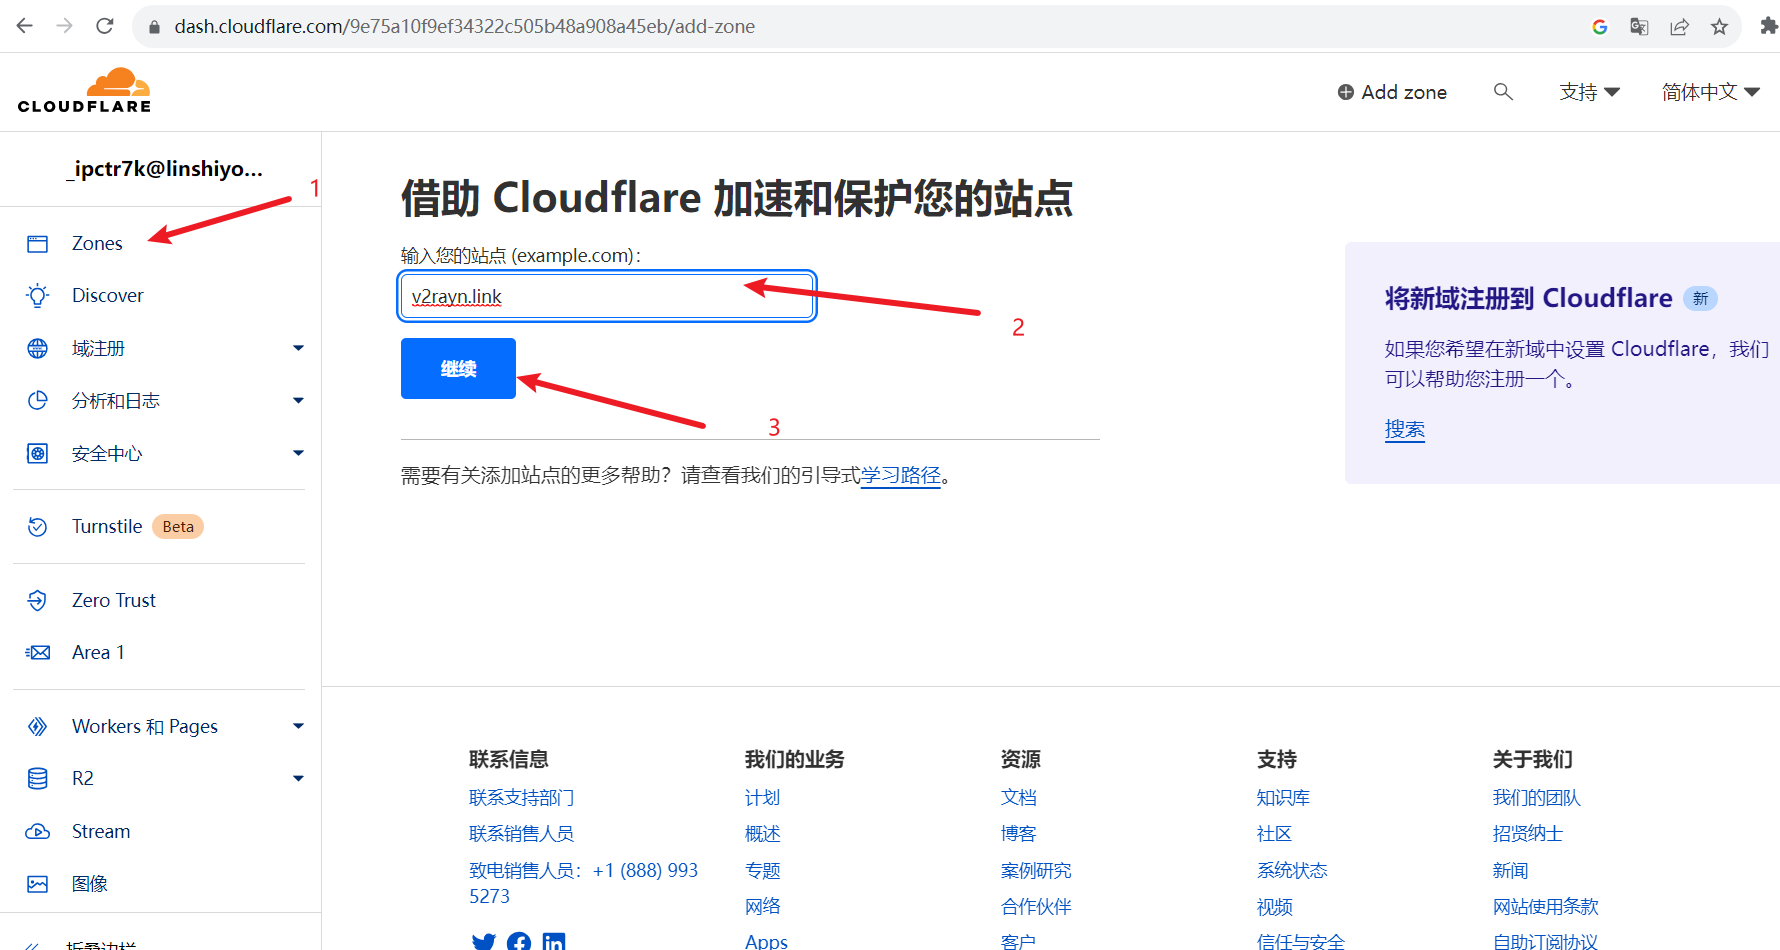 dash.cloudflare.com/9e75a10f9ef34322c505b48a908a45eb/add-zone
CLOUDFLARE
Add zone
支持
简体中文
_ipctr7k@linshiyo...
1
Zones
Discover
域注册
分析和日志
安全中心
Turnstile Beta
Zero Trust
Area 1
Workers 和 Pages
R2
Stream
图像
折叠边栏
借助 Cloudflare 加速和保护您的站点
输入您的站点 (example.com)：
v2rayn.link
2
继续
3
需要有关添加站点的更多帮助？请查看我们的引导式学习路径。
将新域注册到 Cloudflare 新
如果您希望在新域中设置 Cloudflare，我们
可以帮助您注册一个。
搜索
联系信息
联系支持部门
联系销售人员
致电销售人员：+1 (888) 993
5273
我们的业务
计划
概述
专题
网络
Apps
资源
文档
博客
案例研究
合作伙伴
客户
支持
知识库
社区
系统状态
视频
信任与安全
关于我们
我们的团队
招贤纳士
新闻
网站使用条款
自助订阅协议